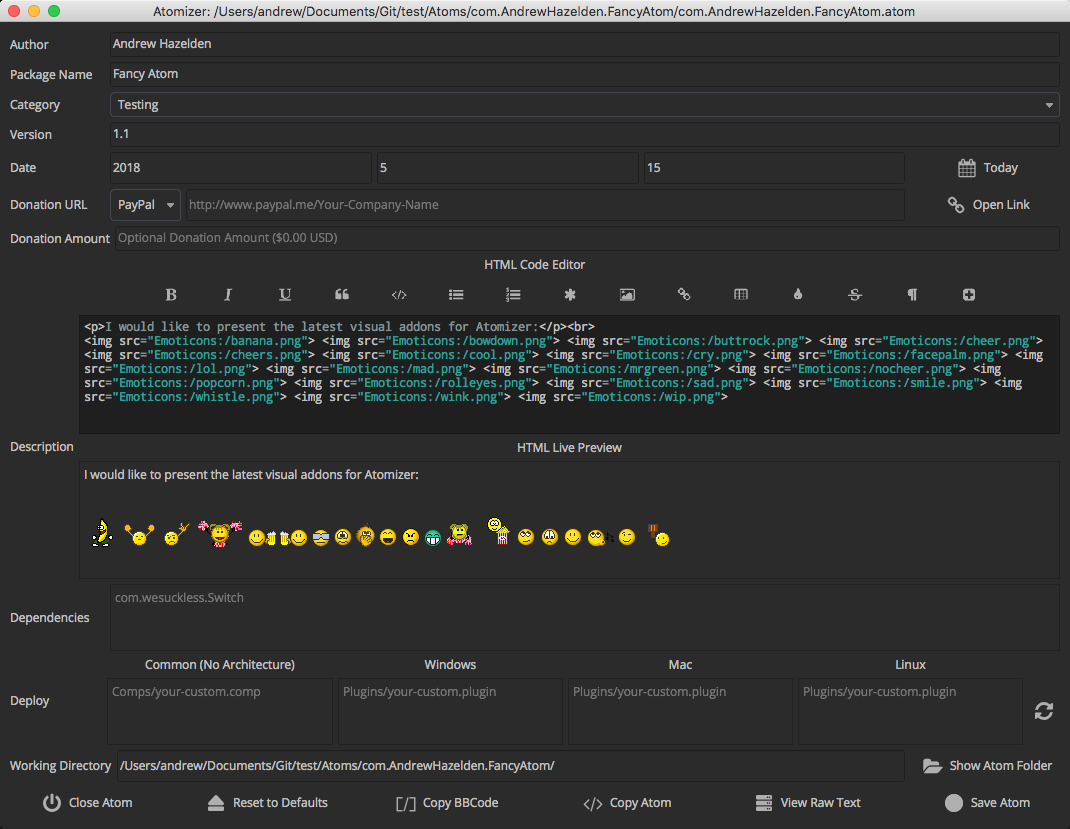 Atomizer: /Users/andrew/Documents/Git/test/Atoms/com.AndrewHazelden.FancyAtom/com.AndrewHazelden.FancyAtom.atom
Author Andrew Hazelden
Package Name Fancy Atom
Category Testing
Version 1.1
Date 2018 5 15 Today
Donation URL PayPal http://www.paypal.me/Your-Company-Name Open Link
Donation Amount Optional Donation Amount ($0.00 USD)
HTML Code Editor
<p>I would like to present the latest visual addons for Atomizer:</p><br>
<img src="Emoticons:/banana.png"> <img src="Emoticons:/bowdown.png"> <img src="Emoticons:/buttrock.png"> <img src="Emoticons:/cheer.png">
<img src="Emoticons:/cheers.png"> <img src="Emoticons:/cool.png"> <img src="Emoticons:/cry.png"> <img src="Emoticons:/facepalm.png"> <img
src="Emoticons:/lol.png"> <img src="Emoticons:/mad.png"> <img src="Emoticons:/mrgreen.png"> <img src="Emoticons:/nocheer.png"> <img
src="Emoticons:/popcorn.png"> <img src="Emoticons:/rolleyes.png"> <img src="Emoticons:/sad.png"> <img src="Emoticons:/smile.png"> <img
src="Emoticons:/whistle.png"> <img src="Emoticons:/wink.png"> <img src="Emoticons:/wip.png">
Description
HTML Live Preview
I would like to present the latest visual addons for Atomizer:
Dependencies
com.wesuckless.Switch
Common (No Architecture) Windows Mac Linux
Deploy
Comps/your-custom.comp Plugins/your-custom.plugin Plugins/your-custom.plugin Plugins/your-custom.plugin
Working Directory /Users/andrew/Documents/Git/test/Atoms/com.AndrewHazelden.FancyAtom/ Show Atom Folder
Close Atom Reset to Defaults Copy BBCode Copy Atom View Raw Text Save Atom